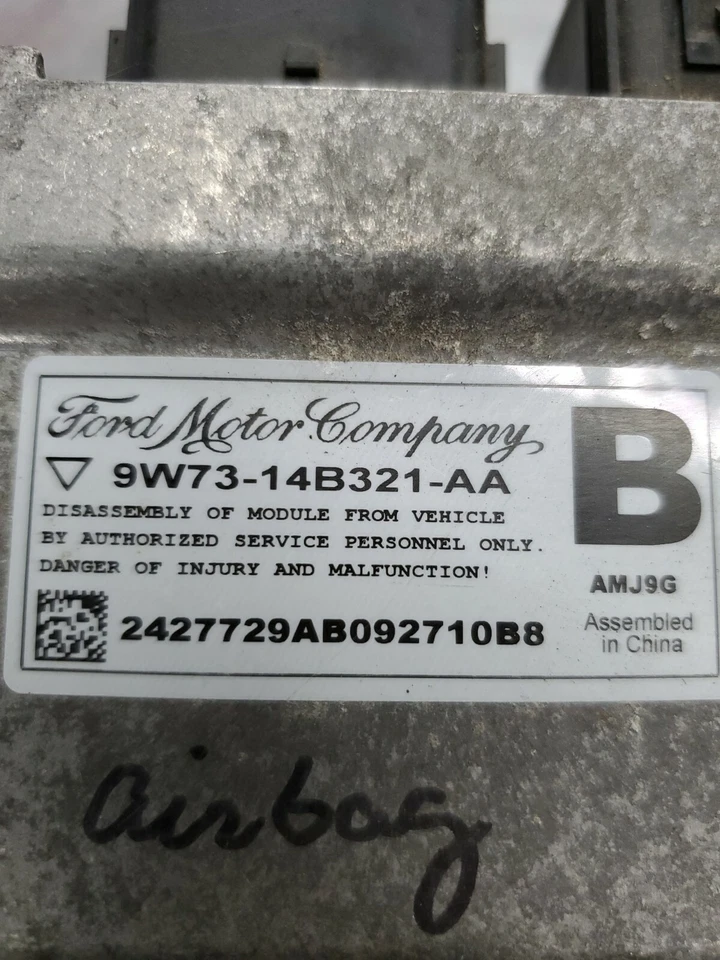 Ford Motor Company
9W73-14B321-AA
B
DISASSEMBLY OF MODULE FROM VEHICLE
BY AUTHORIZED SERVICE PERSONNEL ONLY.
DANGER OF INJURY AND MALFUNCTION!
AMJ9G
2427729AB092710B8
Assembled
in China
airbag